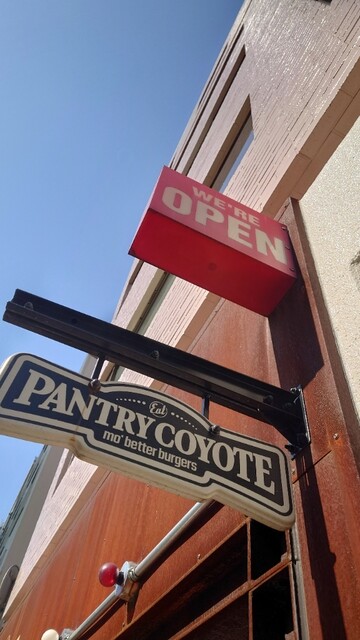 WE'RE
OPEN
Eat
PANTRY COYOTE
mo' better burgers